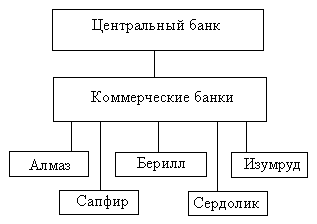 Центральный банк
Коммерческие банки
Алмаз
Сапфир
Берилл
Сердолик
Изумруд